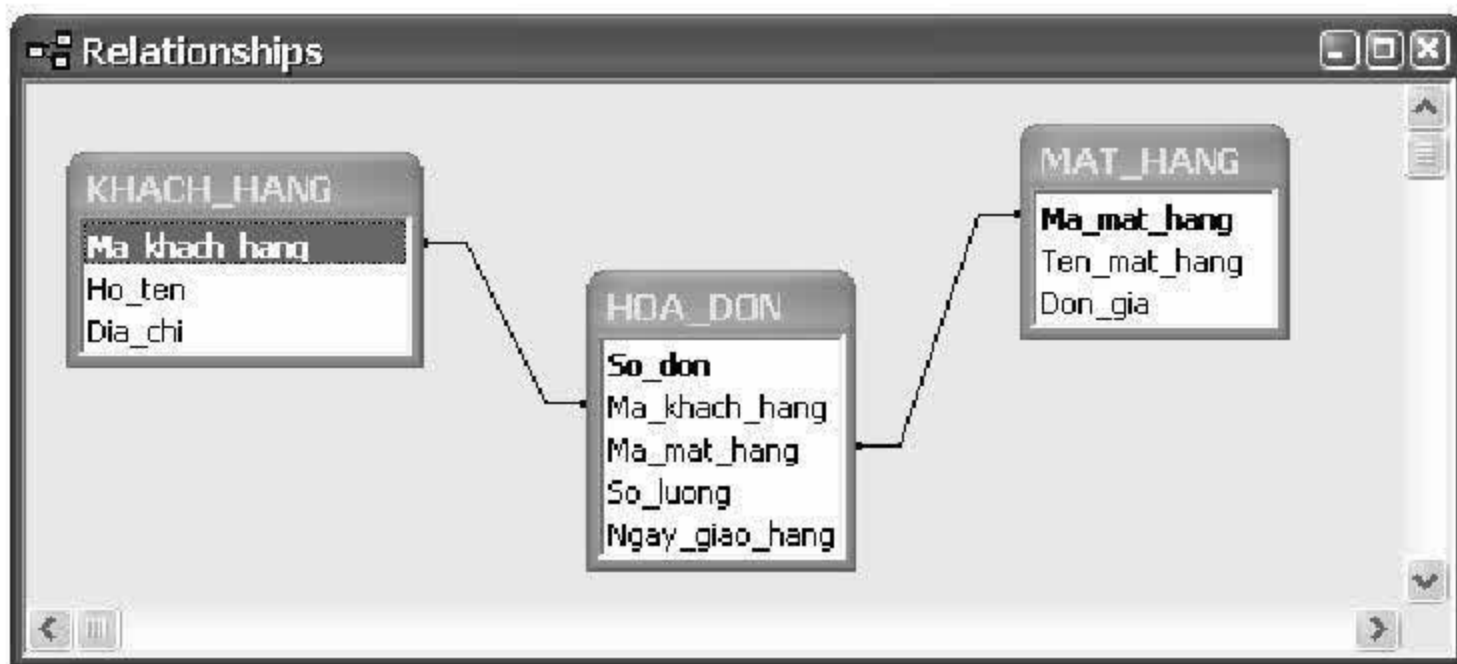 Relationships
KHACH_HANG
Ma_khach_hang
Ho_ten
Dia_chi
HOA_DON
So_don
Ma_khach_hang
Ma_mat_hang
So_luong
Ngay_giao_hang
MAT_HANG
Ma_mat_hang
Ten_mat_hang
Don_gia